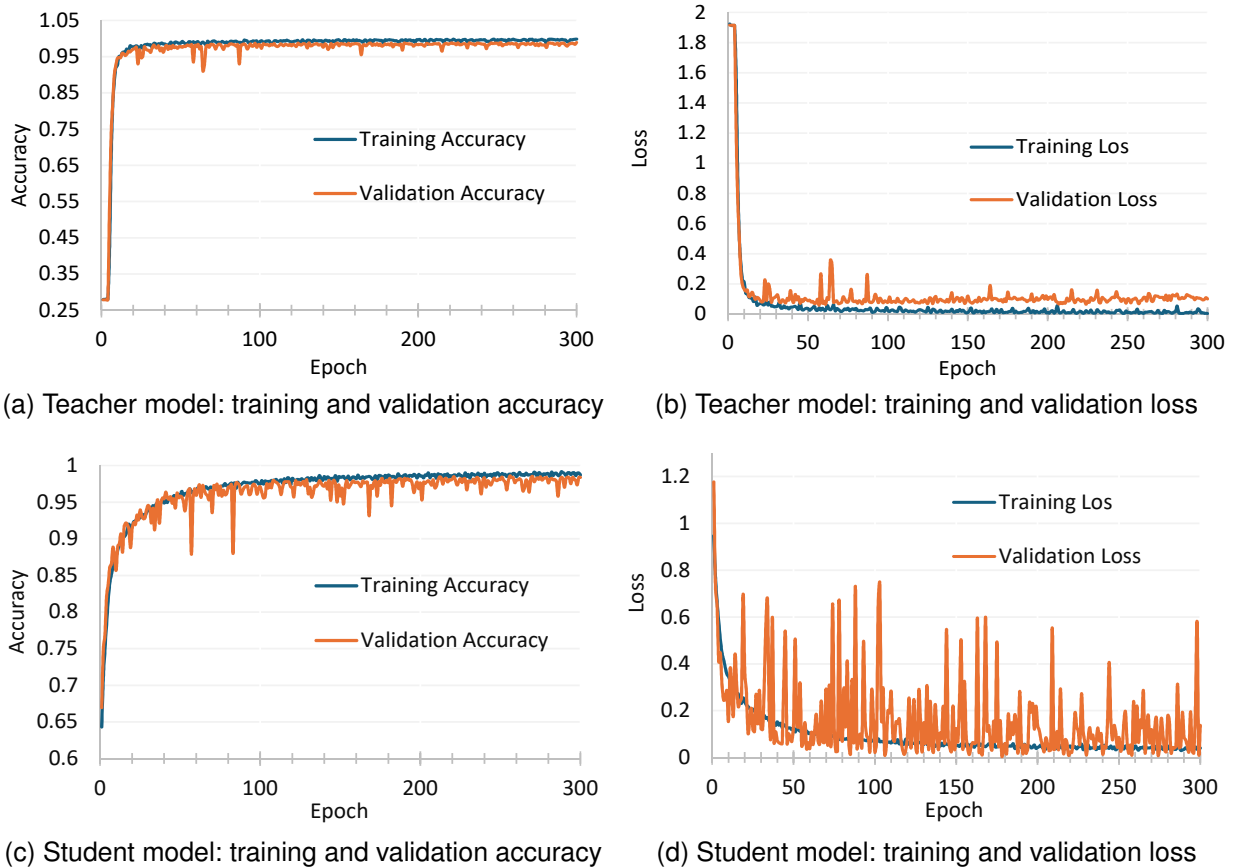 1.05
0.95
0.85
0.75
0.65
0.55
0.45
0.35
0.25
Accuracy
Training Accuracy
Validation Accuracy
0 100 200 300
Epoch
(a) Teacher model: training and validation accuracy
2
1.8
1.6
1.4
1.2
1
0.8
0.6
0.4
0.2
0
Loss
Training Los
Validation Loss
0 50 100 150 200 250 300
Epoch
(b) Teacher model: training and validation loss
1
0.95
0.9
0.85
0.8
0.75
0.7
0.65
0.6
Accuracy
Training Accuracy
Validation Accuracy
0 100 200 300
Epoch
(c) Student model: training and validation accuracy
1.2
1
0.8
0.6
0.4
0.2
0
Loss
Training Los
Validation Loss
0 50 100 150 200 250 300
Epoch
(d) Student model: training and validation loss